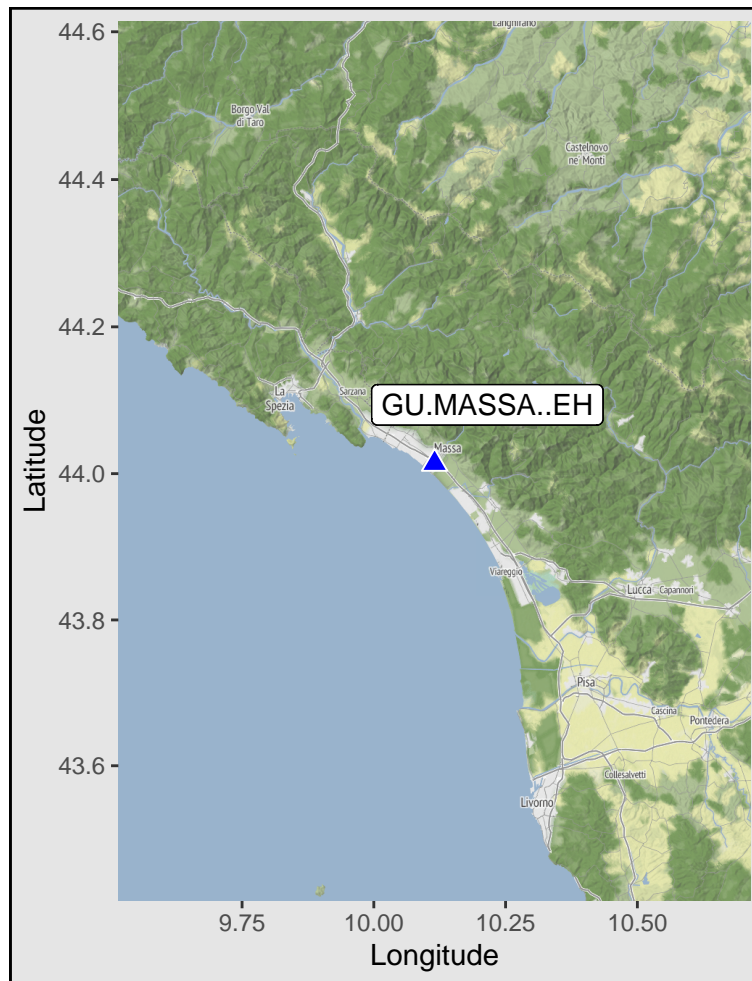 Langhirano
44.6
Borgo Val
di Taro
Castelnovo
ne Monti
44.4
44.2
La
Spezia
Sarzana
GU.MASSA..EH
Massa
44.0
Latitude
Viareggio
Lucca
Capannori
43.8
Pisa
Cascina
Pontedera
43.6
Collesalvetti
Livorno
9.75
10.00
10.25
10.50
Longitude